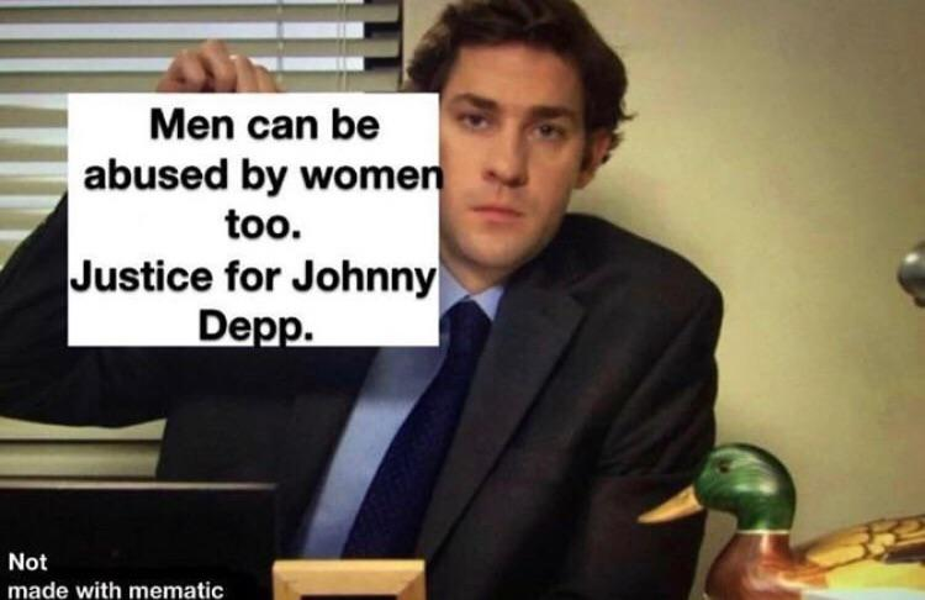 Men can be
abused by women
too.
Justice for Johnny
Depp.
Not
made with mematic